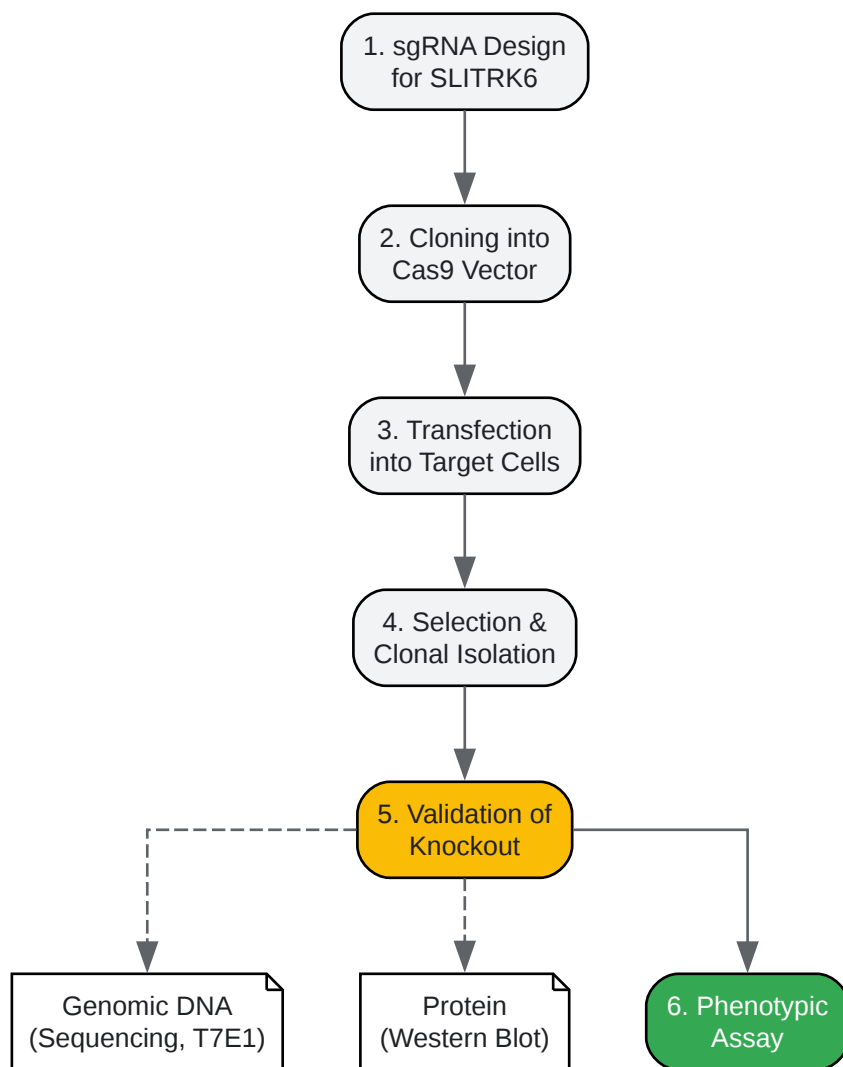 1. sgRNA Design
for SLITRK6
2. Cloning into
Cas9 Vector
3. Transfection
into Target Cells
4. Selection &
Clonal Isolation
5. Validation of
Knockout
Genomic DNA
(Sequencing, T7E1)
Protein
(Western Blot)
6. Phenotypic
Assay